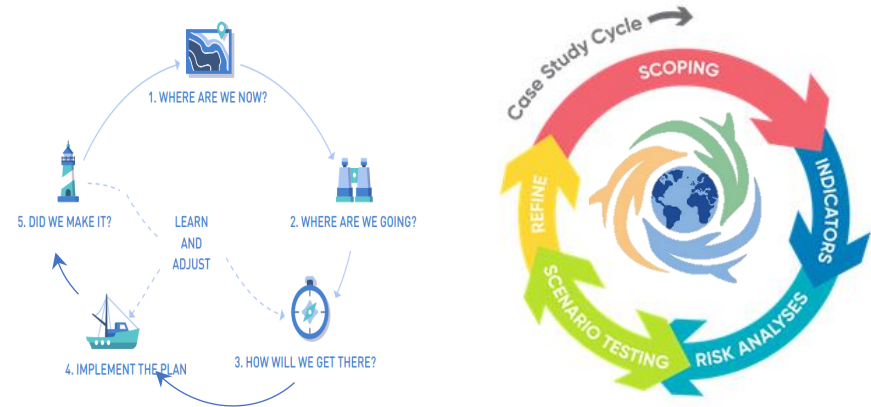 1. WHERE ARE WE NOW?
2. WHERE ARE WE GOING?
3. HOW WILL WE GET THERE?
4. IMPLEMENT THE PLAN
5. DID WE MAKE IT?
LEARN
AND
ADJUST
Case Study Cycle
SCOPING
INDICATORS
RISK ANALYSES
SCENARIO TESTING
REFINE